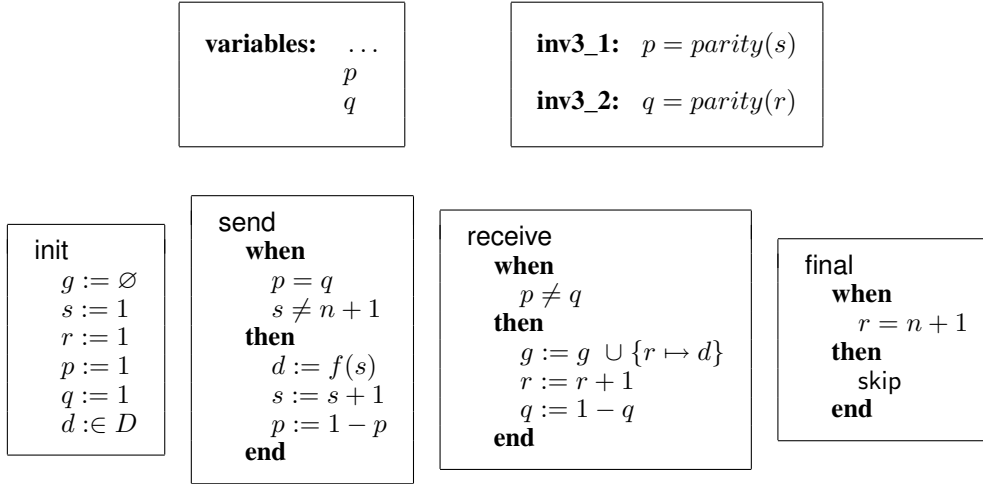 variables: ...
p
q
inv3_1: p = parity(s)
inv3_2: q = parity(r)
init
g := ∅
s := 1
r := 1
p := 1
q := 1
d :∈ D
send
when
p = q
s ≠ n + 1
then
d := f(s)
s := s + 1
p := 1 − p
end
receive
when
p ≠ q
then
g := g ∪ {r ↦ d}
r := r + 1
q := 1 − q
end
final
when
r = n + 1
then
skip
end